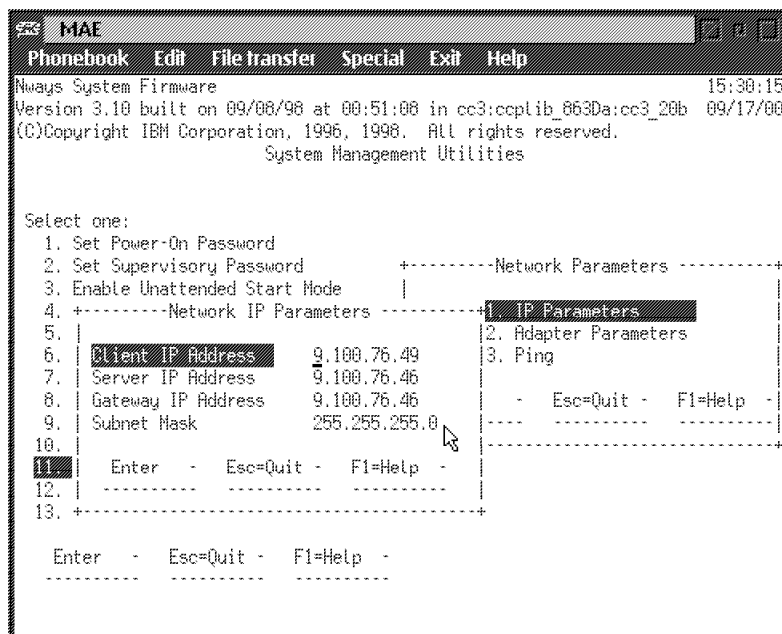 MAE
Phonebook Edit File transfer Special Exit Help
Nways System Firmware 15:30:15
Version 3.10 built on 09/08/98 at 00:51:08 in cc3:ccplib_863Da:cc3_20b 09/17/00
(C)Copyright IBM Corporation, 1996, 1998. All rights reserved.
System Management Utilities
Select one:
1. Set Power-On Password
2. Set Supervisory Password
3. Enable Unattended Start Mode
4.
5.
6.
7.
8.
9.
10.
11.
12.
13.
Network IP Parameters
Client IP Address 9.100.76.49
Server IP Address 9.100.76.46
Gateway IP Address 9.100.76.46
Subnet Mask 255.255.255.0
Enter - Esc=Quit - F1=Help -
Network Parameters
1. IP Parameters
2. Adapter Parameters
3. Ping
- Esc=Quit - F1=Help -
Enter - Esc=Quit - F1=Help -